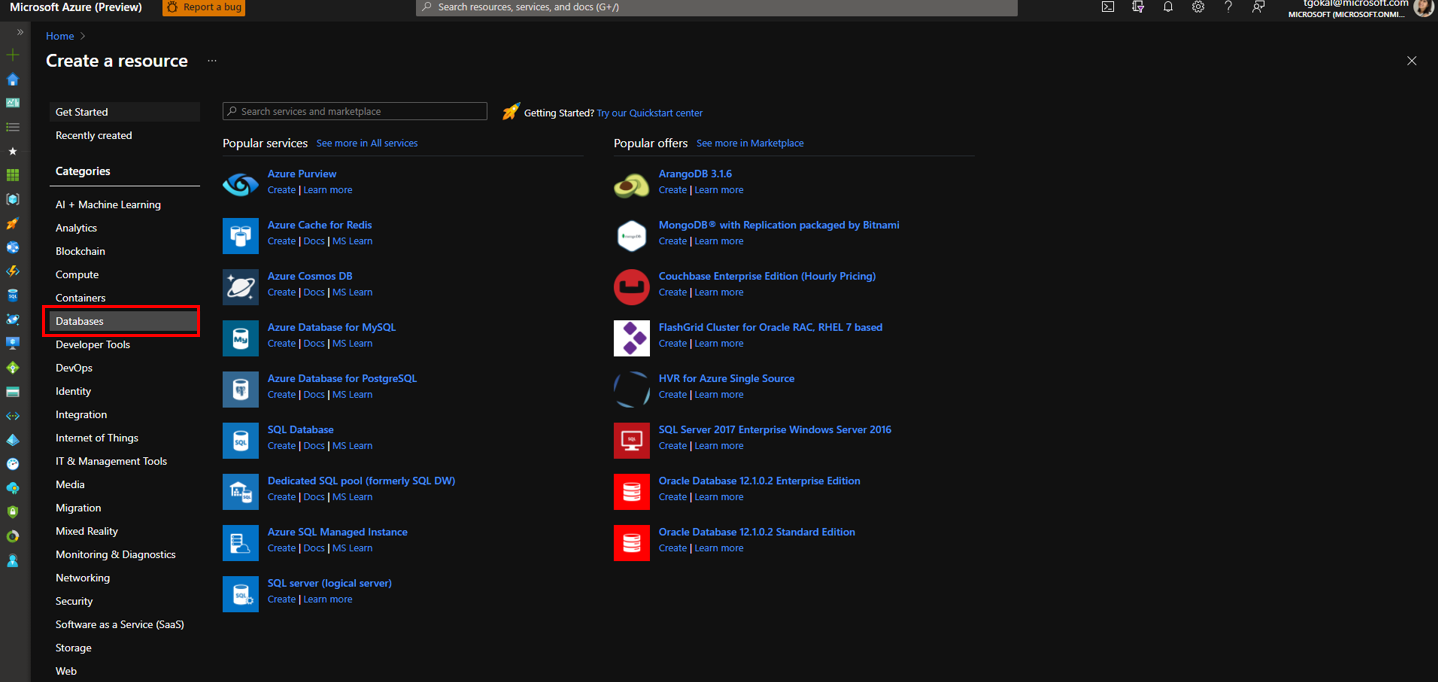 Microsoft Azure (Preview)
Report a bug
Search resources, services, and docs (G+/)
tgokal@microsoft.com
MICROSOFT (MICROSOFT.ONMI...
Home >
Create a resource ...
Get Started
Recently created
Categories
AI + Machine Learning
Analytics
Blockchain
Compute
Containers
Databases
Developer Tools
DevOps
Identity
Integration
Internet of Things
IT & Management Tools
Media
Migration
Mixed Reality
Monitoring & Diagnostics
Networking
Security
Software as a Service (SaaS)
Storage
Web
Search services and marketplace
Getting Started? Try our Quickstart center
Popular services See more in All services
Azure Purview
Create | Learn more
Azure Cache for Redis
Create | Docs | MS Learn
Azure Cosmos DB
Create | Docs | MS Learn
Azure Database for MySQL
Create | Docs | MS Learn
Azure Database for PostgreSQL
Create | Docs | MS Learn
SQL Database
Create | Docs | MS Learn
Dedicated SQL pool (formerly SQL DW)
Create | Docs | MS Learn
Azure SQL Managed Instance
Create | Docs | MS Learn
SQL server (logical server)
Create | Learn more
Popular offers See more in Marketplace
ArangoDB 3.1.6
Create | Learn more
MongoDB® with Replication packaged by Bitnami
Create | Learn more
Couchbase Enterprise Edition (Hourly Pricing)
Create | Learn more
FlashGrid Cluster for Oracle RAC, RHEL 7 based
Create | Learn more
HVR for Azure Single Source
Create | Learn more
SQL Server 2017 Enterprise Windows Server 2016
Create | Learn more
Oracle Database 12.1.0.2 Enterprise Edition
Create | Learn more
Oracle Database 12.1.0.2 Standard Edition
Create | Learn more